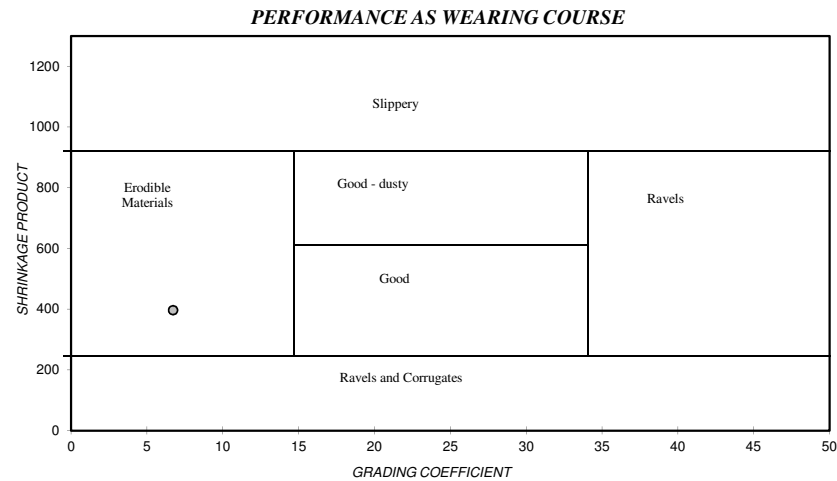 PERFORMANCE AS WEARING COURSE
1200
1000
800
600
400
200
0
SHRINKAGE PRODUCT
Slippery
Erodible
Materials
Good - dusty
Ravels
Good
Ravels and Corrugates
0 5 10 15 20 25 30 35 40 45 50
GRADING COEFFICIENT